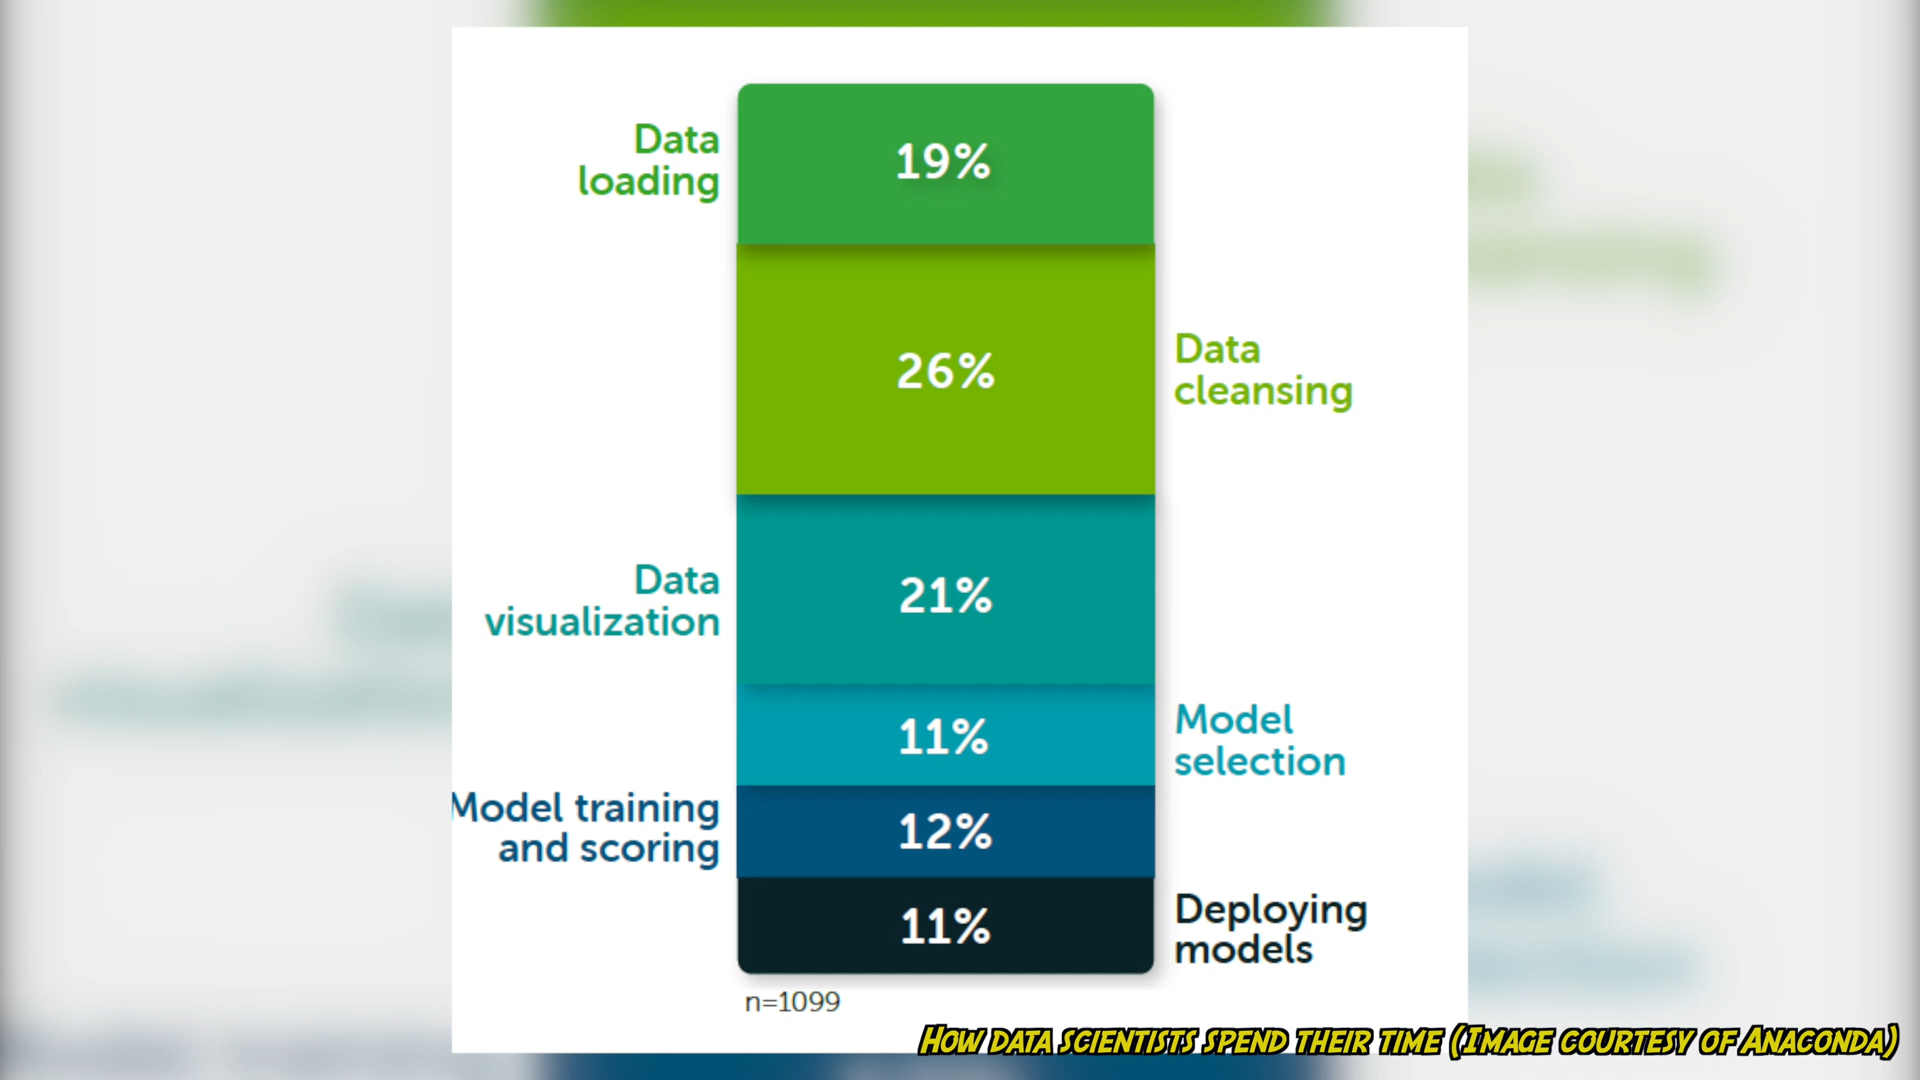 Data
loading
19%
26%
Data
cleansing
Data
visualization
21%
11%
Model
selection
Model training
and scoring
12%
11%
Deploying
models
n=1099
HOW DATA SCIENTISTS SPEND THEIR TIME (IMAGE COURTESY OF ANACONDA)